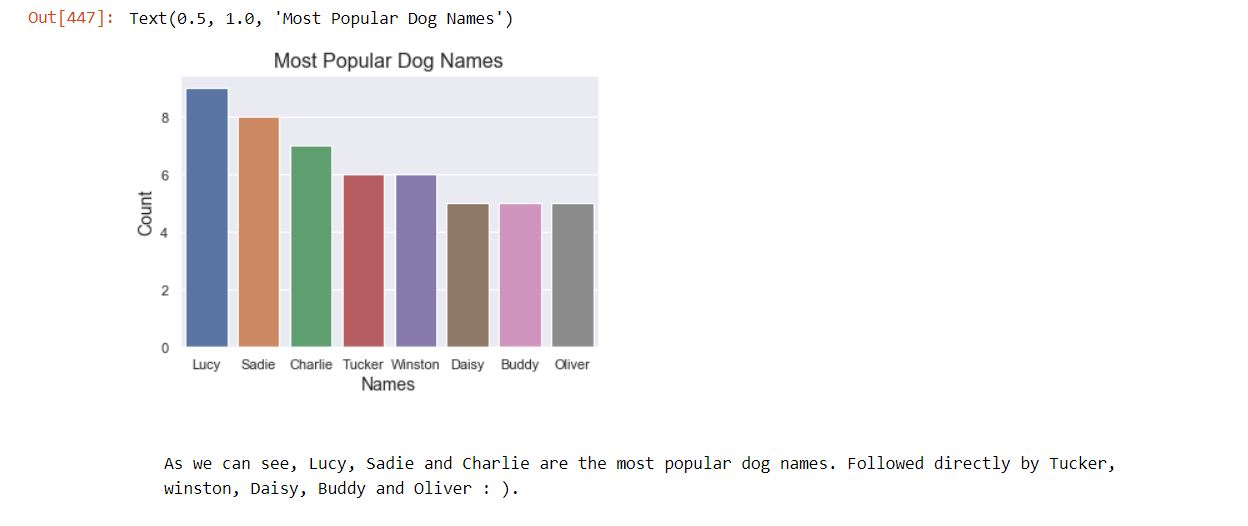 Out[447]: Text(0.5, 1.0, 'Most Popular Dog Names')
Most Popular Dog Names
8
6
4
2
0
Count
Lucy Sadie Charlie Tucker Winston Daisy Buddy Oliver
Names
As we can see, Lucy, Sadie and Charlie are the most popular dog names. Followed directly by Tucker,
winston, Daisy, Buddy and Oliver : ).